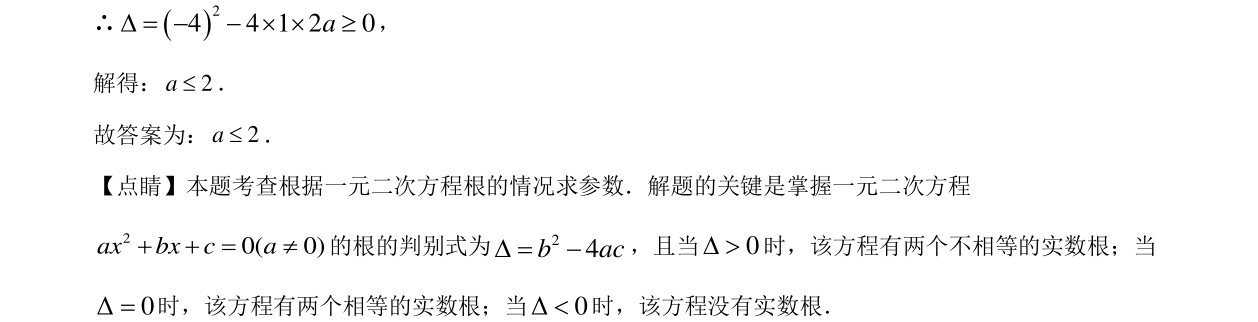 ∴ Δ = (−4)² − 4×1×2a ≥ 0，
解得：a ≤ 2．
故答案为：a ≤ 2．
【点睛】本题考查根据一元二次方程根的情况求参数．解题的关键是掌握一元二次方程
ax² + bx + c = 0(a ≠ 0) 的根的判别式为 Δ = b² − 4ac，且当 Δ > 0 时，该方程有两个不相等的实数根；当
Δ = 0 时，该方程有两个相等的实数根；当 Δ < 0 时，该方程没有实数根．